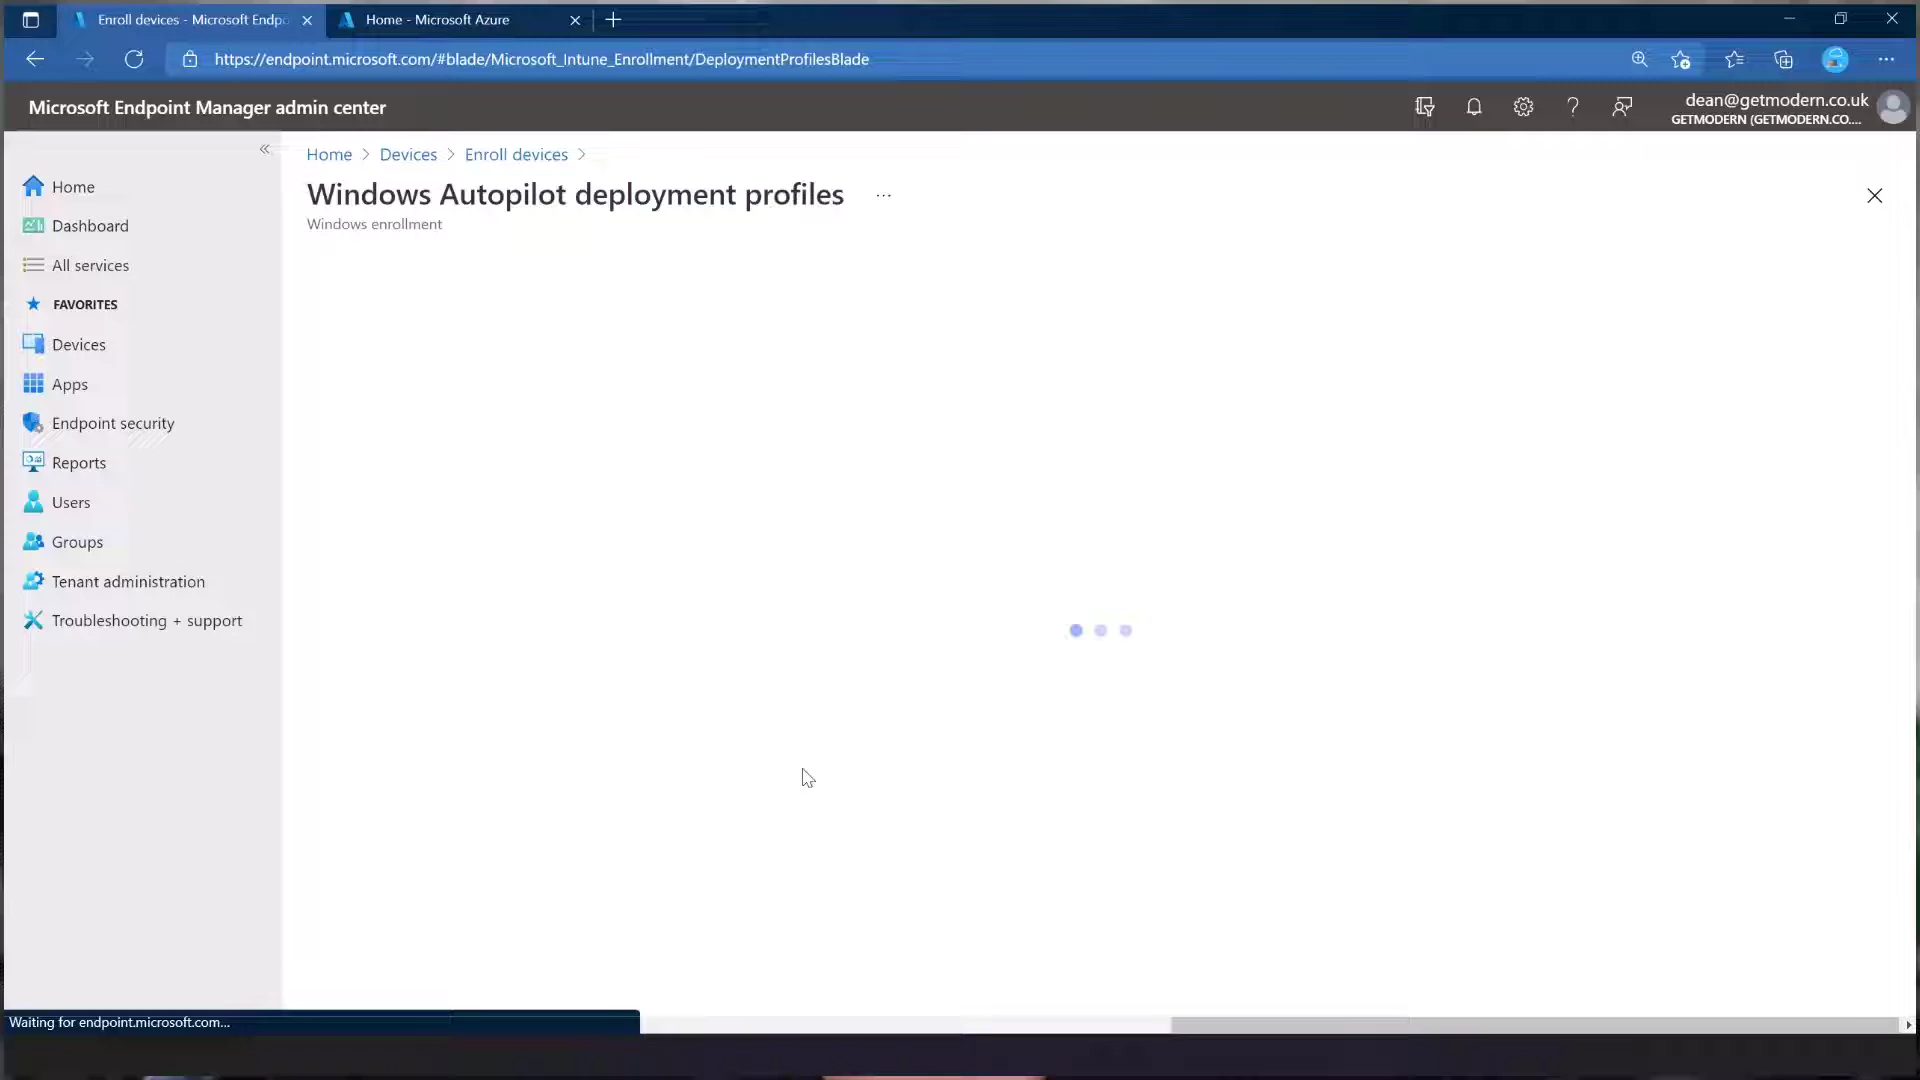 Enroll devices - Microsoft Endpo
Home - Microsoft Azure
https://endpoint.microsoft.com/#blade/Microsoft_Intune_Enrollment/DeploymentProfilesBlade
Microsoft Endpoint Manager admin center
dean@getmodern.co.uk
GETMODERN (GETMODERN.CO....
Home > Devices > Enroll devices >
Windows Autopilot deployment profiles ...
Windows enrollment
Home
Dashboard
All services
FAVORITES
Devices
Apps
Endpoint security
Reports
Users
Groups
Tenant administration
Troubleshooting + support
Waiting for endpoint.microsoft.com...